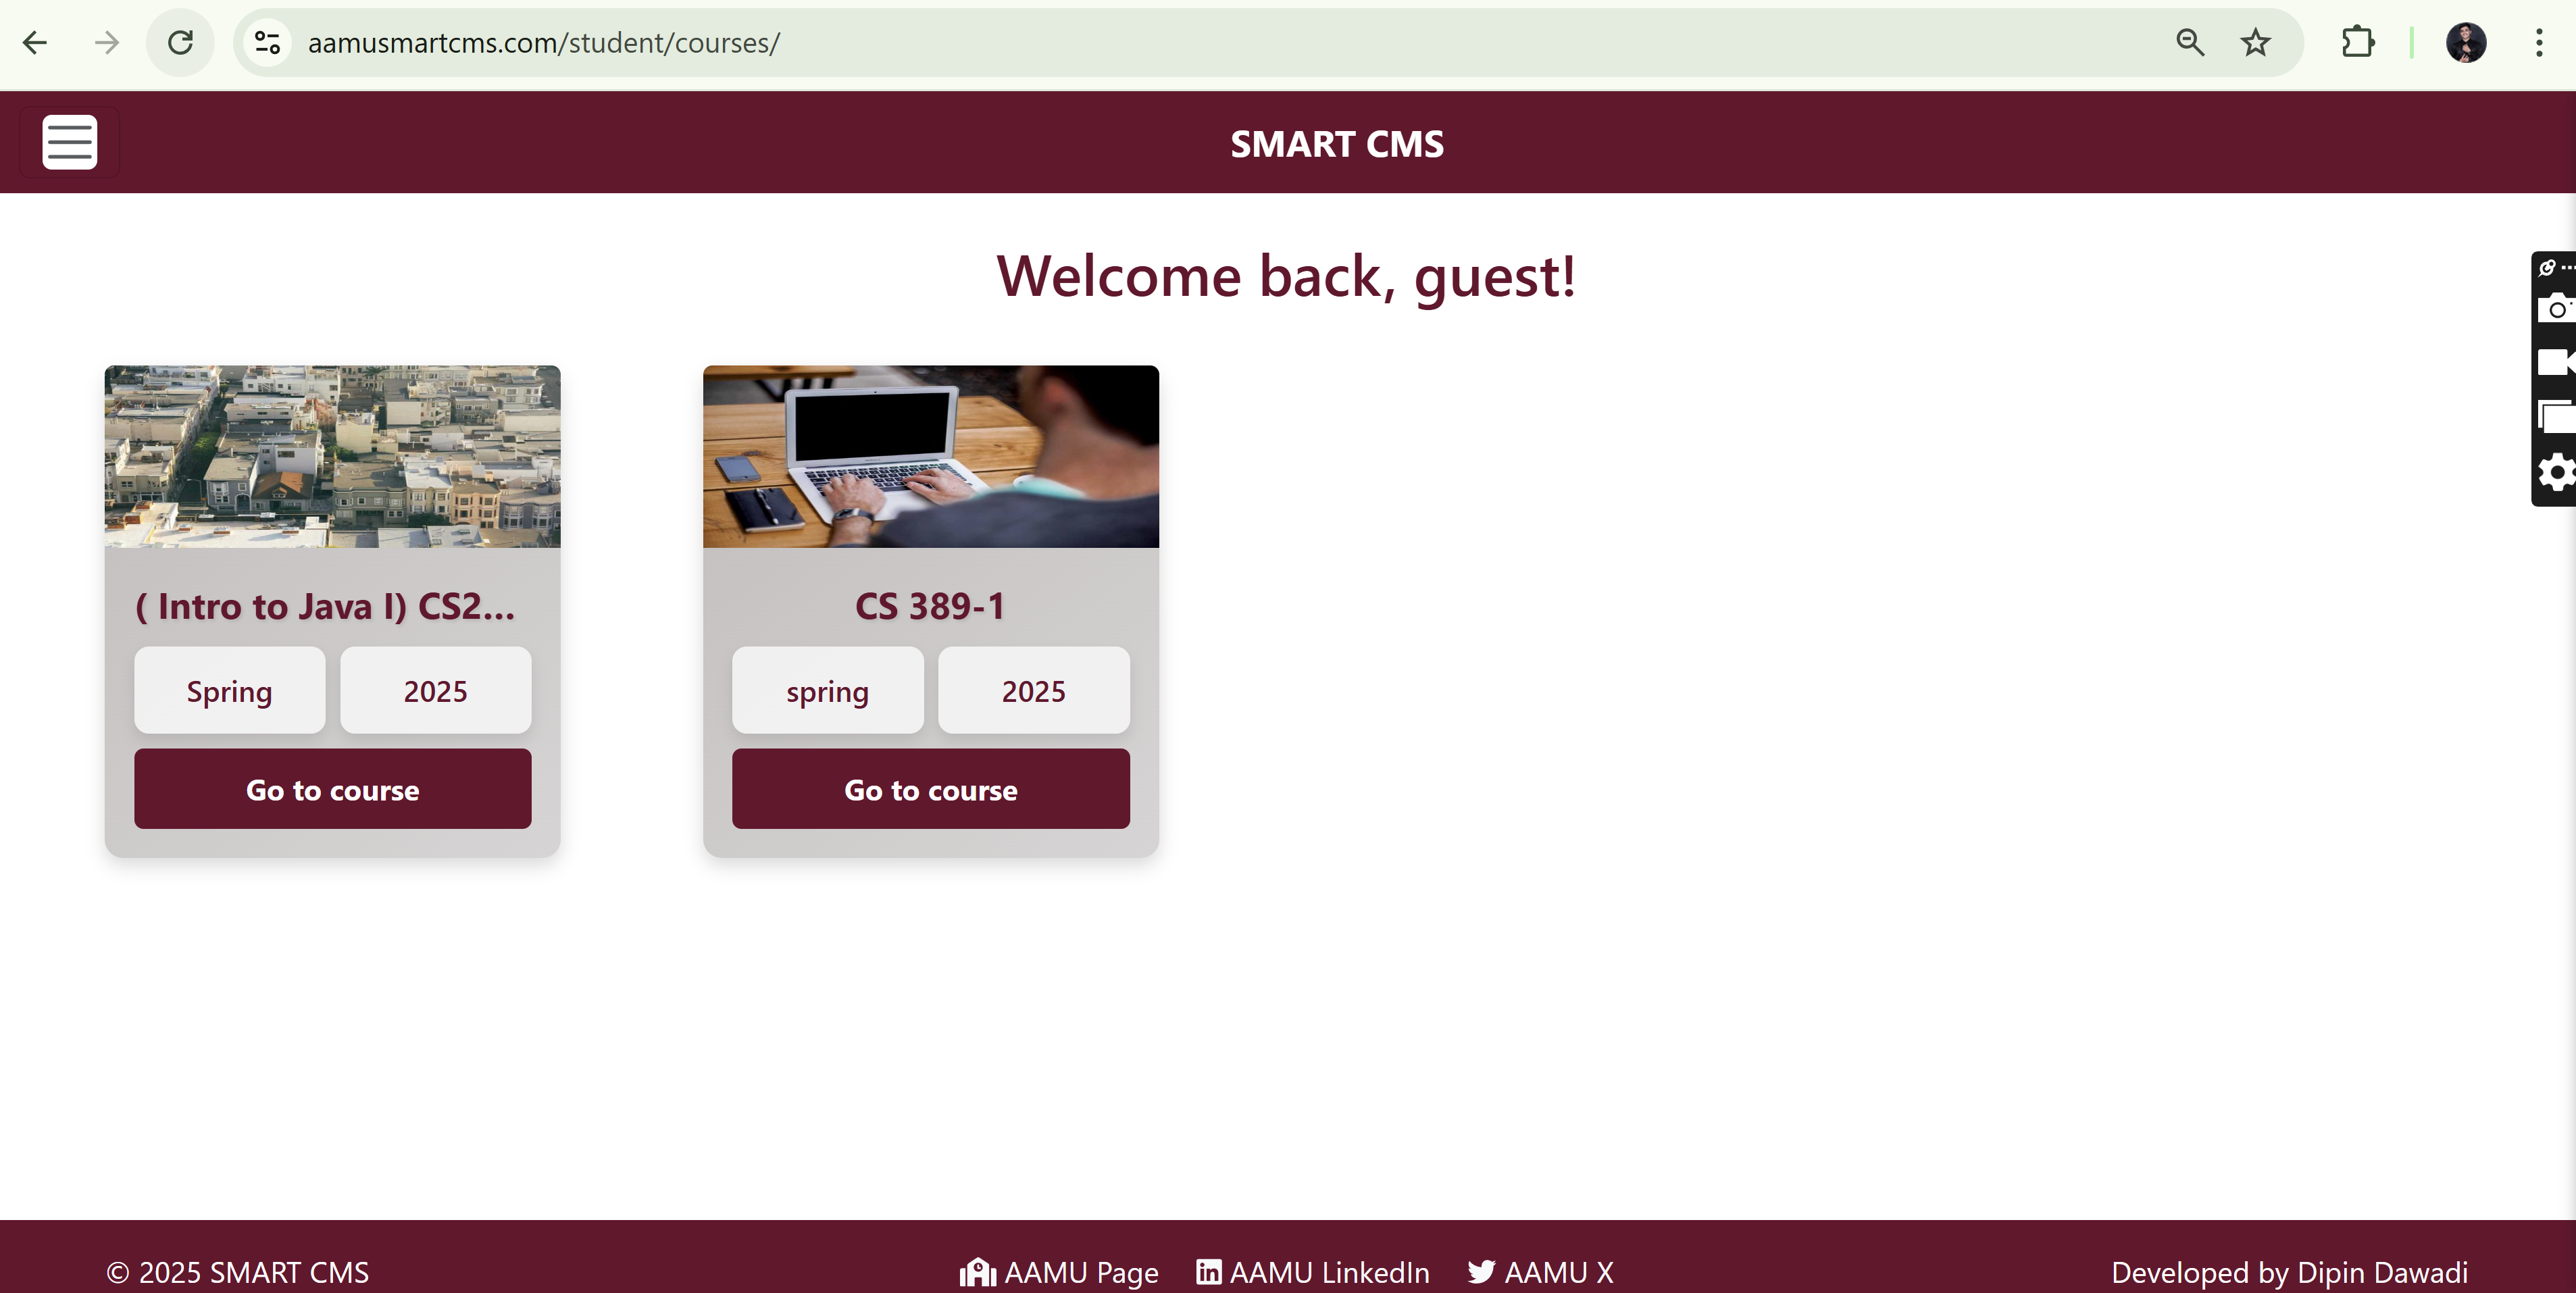 aamusmartcms.com/student/courses/
SMART CMS
Welcome back, guest!
( Intro to Java I) CS2...
Spring
2025
Go to course
CS 389-1
spring
2025
Go to course
© 2025 SMART CMS
AAMU Page
AAMU LinkedIn
AAMU X
Developed by Dipin Dawadi